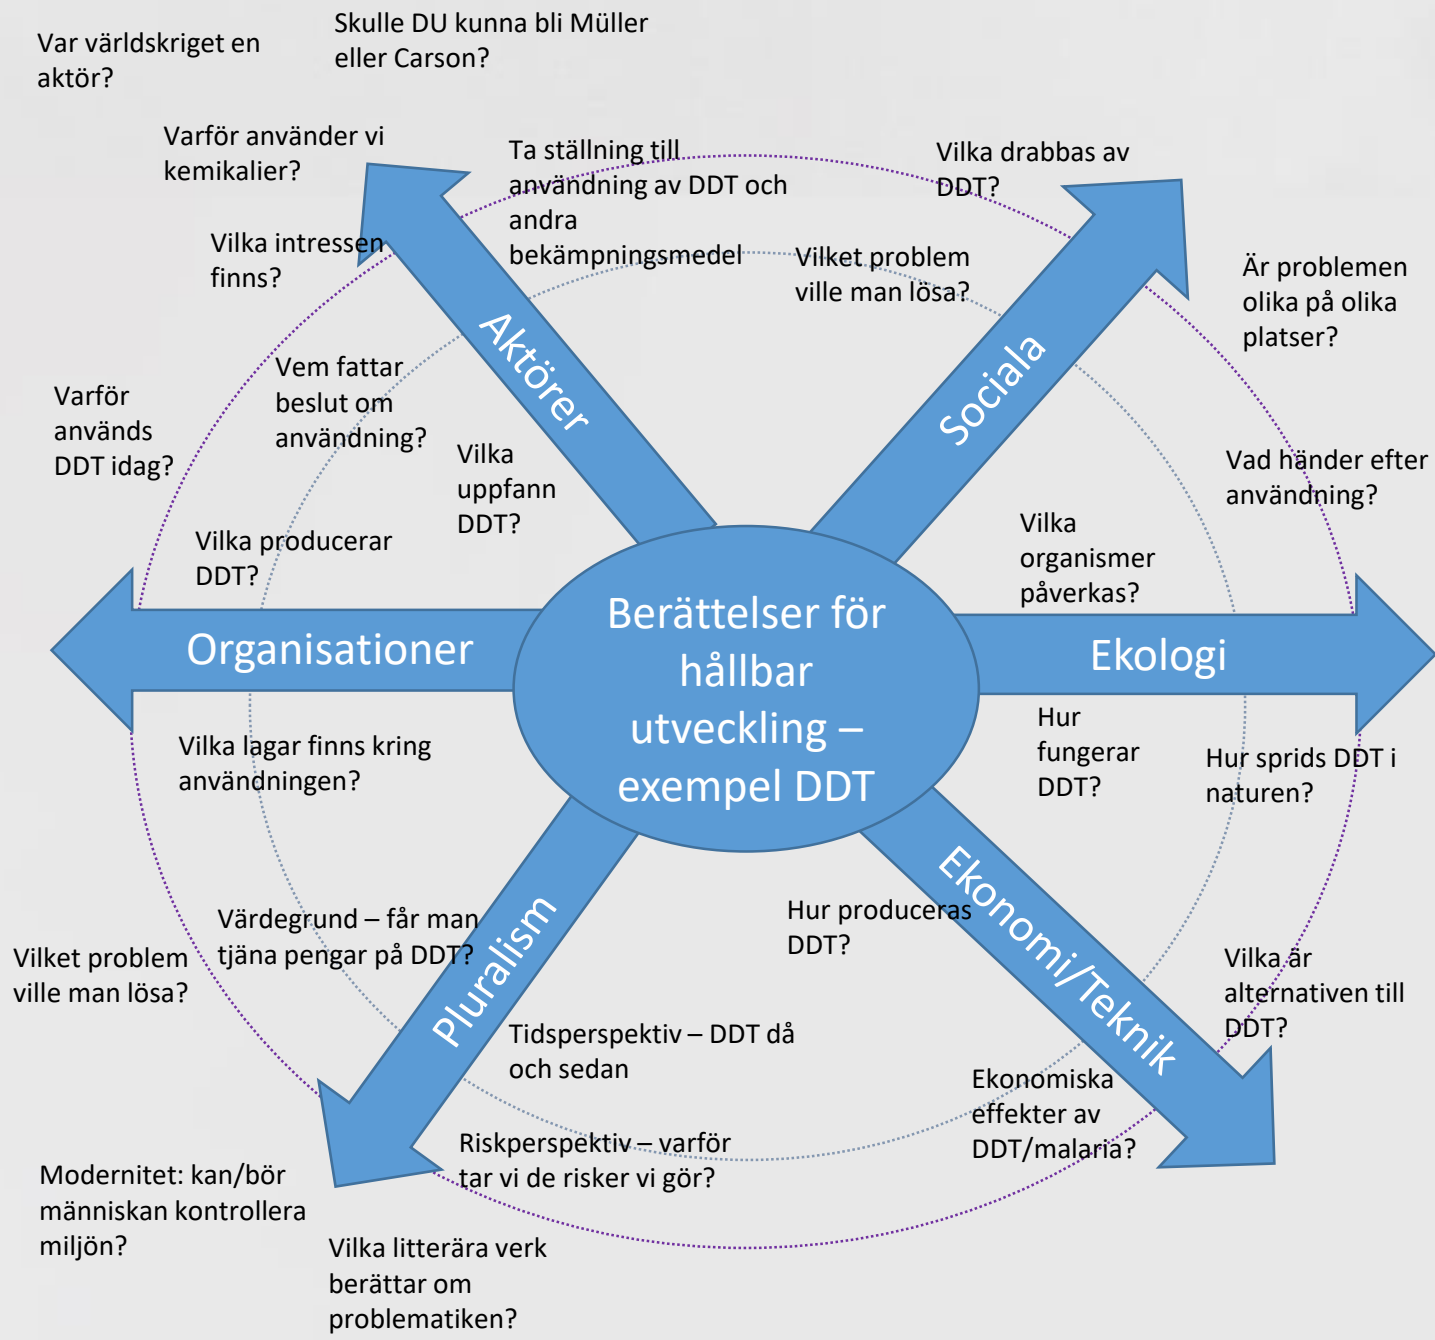 Var världskriget en
aktör?
Skulle DU kunna bli Müller
eller Carson?
Varför använder vi
kemikalier?
Ta ställning till
användning av DDT och
andra
bekämpningsmedel
Vilka drabbas av
DDT?
Vilka intressen
finns?
Vilket problem
ville man lösa?
Är problemen
olika på olika
platser?
Aktörer
Sociala
Vem fattar
beslut om
användning?
Varför
används
DDT idag?
Vilka
uppfann
DDT?
Vad händer efter
användning?
Vilka producerar
DDT?
Vilka
organismer
påverkas?
Organisationer
Berättelser för
hållbar
utveckling –
exempel DDT
Ekologi
Vilka lagar finns kring
användningen?
Hur
fungerar
DDT?
Hur sprids DDT i
naturen?
Värdegrund – får man
tjäna pengar på DDT?
Pluralism
Hur produceras
DDT?
Ekonomi/Teknik
Vilket problem
ville man lösa?
Vilka är
alternativen till
DDT?
Tidsperspektiv – DDT då
och sedan
Ekonomiska
effekter av
DDT/malaria?
Riskperspektiv – varför
tar vi de risker vi gör?
Modernitet: kan/bör
människan kontrollera
miljön?
Vilka litterära verk
berättar om
problematiken?